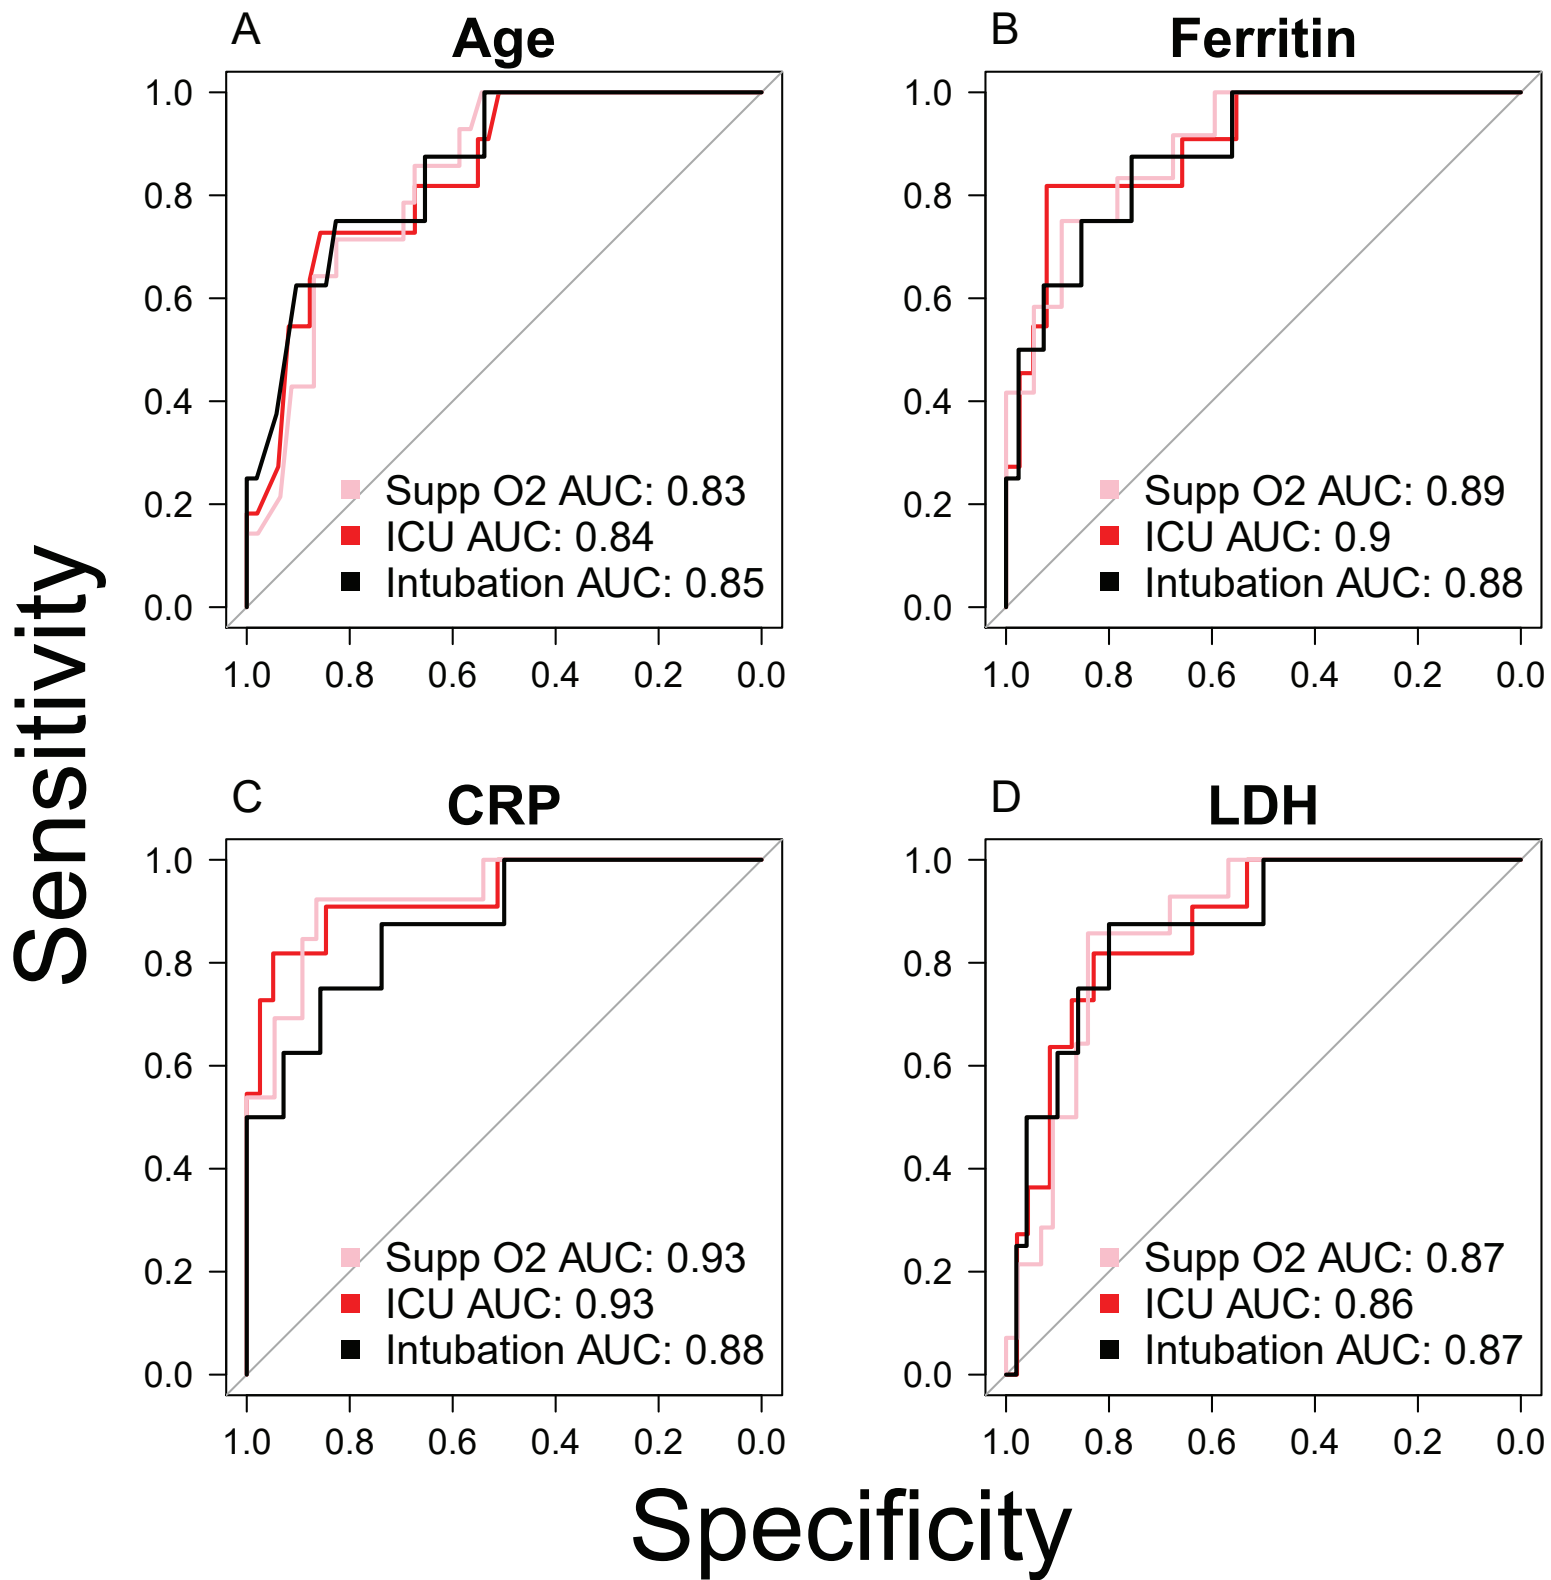 A
Age
1.0
0.8
0.6
0.4
0.2
0.0
Supp O2 AUC: 0.83
ICU AUC: 0.84
Intubation AUC: 0.85
1.0 0.8 0.6 0.4 0.2 0.0
B
Ferritin
1.0
0.8
0.6
0.4
0.2
0.0
Supp O2 AUC: 0.89
ICU AUC: 0.9
Intubation AUC: 0.88
1.0 0.8 0.6 0.4 0.2 0.0
Sensitivity
C
CRP
1.0
0.8
0.6
0.4
0.2
0.0
Supp O2 AUC: 0.93
ICU AUC: 0.93
Intubation AUC: 0.88
1.0 0.8 0.6 0.4 0.2 0.0
D
LDH
1.0
0.8
0.6
0.4
0.2
0.0
Supp O2 AUC: 0.87
ICU AUC: 0.86
Intubation AUC: 0.87
1.0 0.8 0.6 0.4 0.2 0.0
Specificity